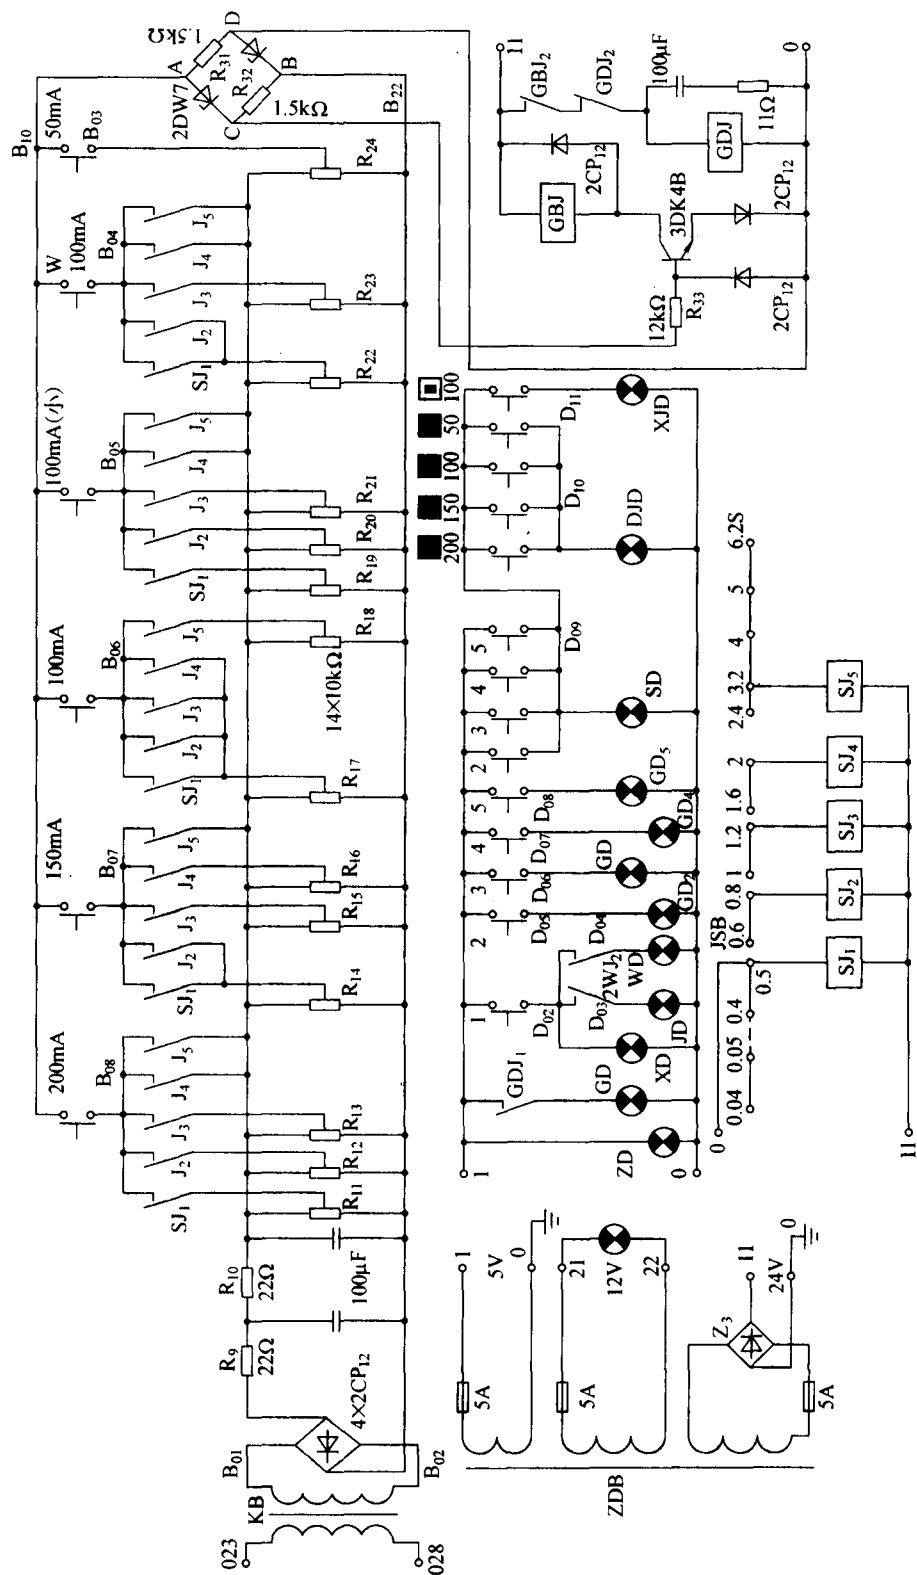 023
028
KB
B01
B02
4×2CP12
R9
22Ω
R10
22Ω
100μF
200mA
B08
SJ1
J2
J3
J4
J5
R11
R12
R13
150mA
B07
SJ1
J2
J3
J4
J5
R14
R15
R16
100mA
B06
SJ1
J2
J3
J4
J5
R17
R18
14×10kΩ
100mA(小)
B05
SJ1
J2
J3
J4
J5
R19
R20
R21
W
100mA
B04
SJ1
J2
J3
J4
J5
R22
R23
B10
50mA
B03
R24
B22
A
B
C
D
1.5kΩ
R31
2DW7
R32
1.5kΩ
ZDB
5A
1
5V
0
5A
21
12V
22
5A
Z3
11
24V
0
1
0
ZD
GDJ1
GD
XD
1
D02
D03
2WJ2
D04
JD
WD
2
D05
GD2
3
D06
GD
4
D07
GD4
5
D08
GD5
2
3
4
5
D09
SD
200
150
100
50
100
D10
DJD
D11
XJD
0
11
0.04
0.05
0.4
0.5
JSB
0.6
0.8
1
1.2
1.6
2
2.4
3.2
4
5
6.2S
SJ1
SJ2
SJ3
SJ4
SJ5
12kΩ
R33
3DK4B
2CP12
2CP12
2CP12
GBJ
GBJ2
GDJ2
GDJ
100μF
11Ω
11
0